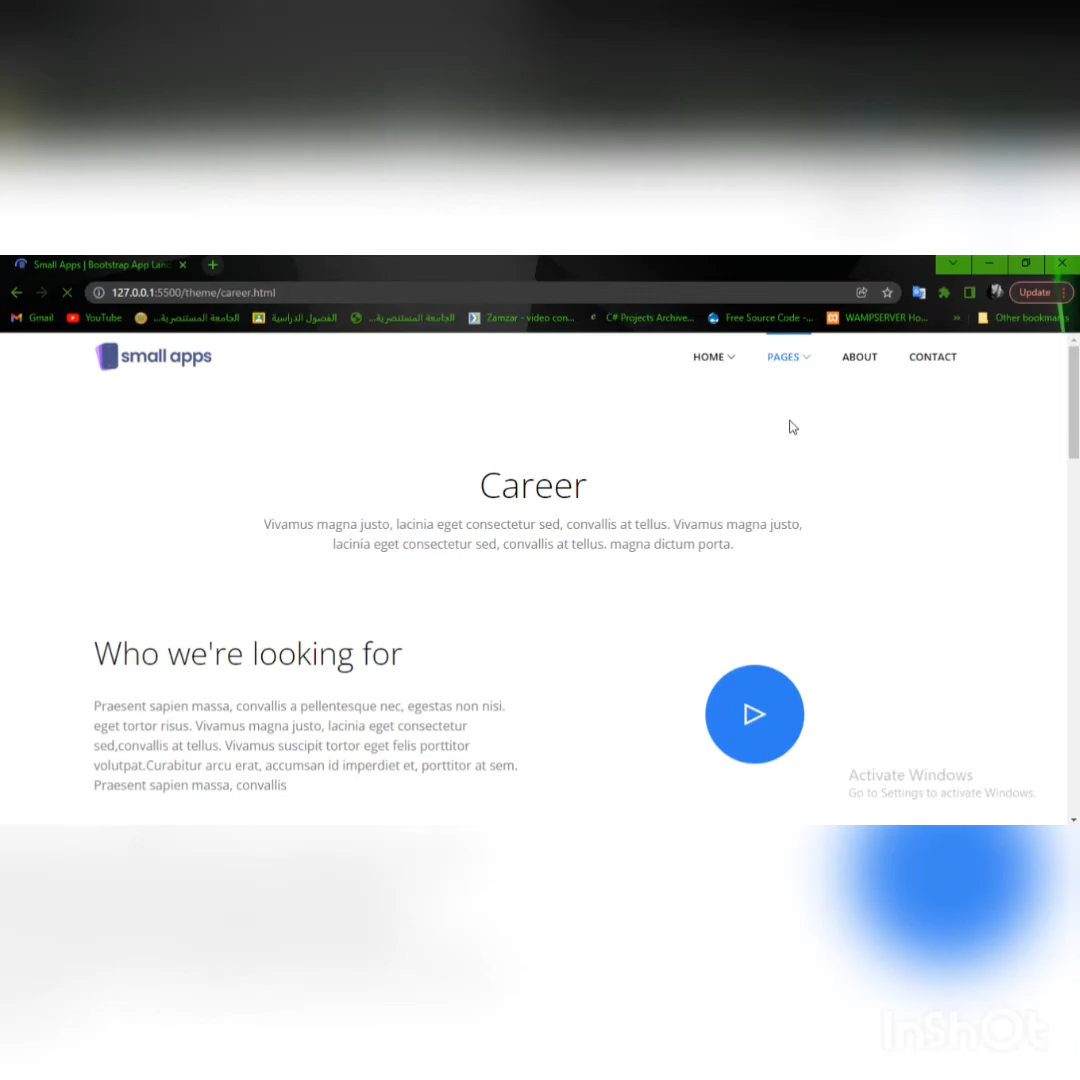 Small Apps | Bootstrap App Lan
127.0.0.1:5500/theme/career.html
Update
Gmail
YouTube
الجامعة المستنصرية...
الفصول الدراسية
الجامعة المستنصرية...
Zamzar - video con...
C# Projects Archive...
Free Source Code -...
WAMPSERVER Ho...
»
Other bookmarks
small apps
HOME
PAGES
ABOUT
CONTACT
Career
Vivamus magna justo, lacinia eget consectetur sed, convallis at tellus. Vivamus magna justo,
lacinia eget consectetur sed, convallis at tellus. magna dictum porta.
Who we're looking for
Praesent sapien massa, convallis a pellentesque nec, egestas non nisi.
eget tortor risus. Vivamus magna justo, lacinia eget consectetur
sed,convallis at tellus. Vivamus suscipit tortor eget felis porttitor
volutpat.Curabitur arcu erat, accumsan id imperdiet et, porttitor at sem.
Praesent sapien massa, convallis
Activate Windows
Go to Settings to activate Windows.
InShOt